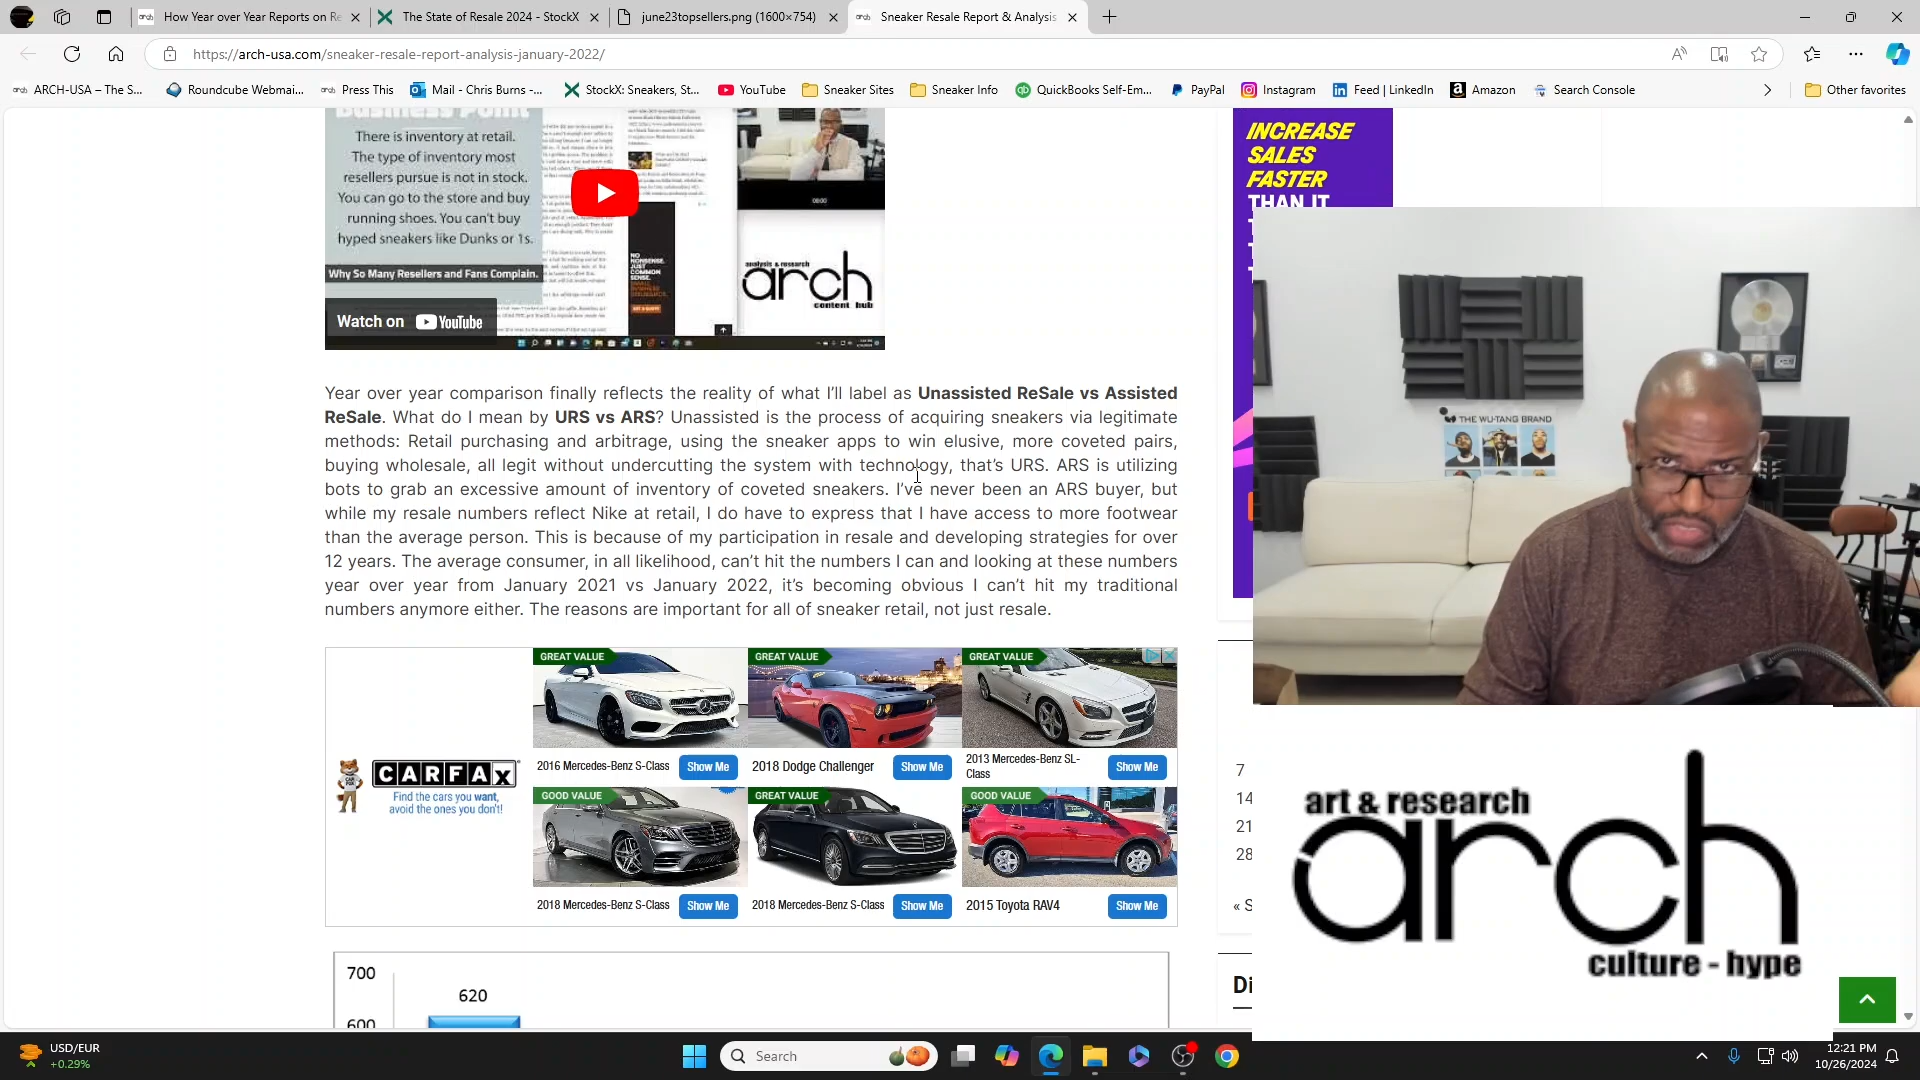 How Year over Year Reports on Re
The State of Resale 2024 - StockX
june23topsellers.png (1600×754)
Sneaker Resale Report & Analysis
https://arch-usa.com/sneaker-resale-report-analysis-january-2022/
ARCH-USA – The S...
Roundcube Webmai...
Press This
Mail - Chris Burns -...
StockX: Sneakers, St...
YouTube
Sneaker Sites
Sneaker Info
QuickBooks Self-Em...
PayPal
Instagram
Feed | LinkedIn
Amazon
Search Console
Other favorites
Business Point
There is inventory at retail.
The type of inventory most
resellers pursue is not in stock.
You can go to the store and buy
running shoes. You can't buy
hyped sneakers like Dunks or 1s.
Why So Many Resellers and Fans Complain.
Watch on YouTube
NO
NONSENSE.
JUST
COMMON
SENSE.
analysis & research
arch
content hub
INCREASE
SALES
FASTER
THAN IT
Year over year comparison finally reflects the reality of what I'll label as Unassisted ReSale vs Assisted
ReSale. What do I mean by URS vs ARS? Unassisted is the process of acquiring sneakers via legitimate
methods: Retail purchasing and arbitrage, using the sneaker apps to win elusive, more coveted pairs,
buying wholesale, all legit without undercutting the system with technology, that's URS. ARS is utilizing
bots to grab an excessive amount of inventory of coveted sneakers. I've never been an ARS buyer, but
while my resale numbers reflect Nike at retail, I do have to express that I have access to more footwear
than the average person. This is because of my participation in resale and developing strategies for over
12 years. The average consumer, in all likelihood, can't hit the numbers I can and looking at these numbers
year over year from January 2021 vs January 2022, it's becoming obvious I can't hit my traditional
numbers anymore either. The reasons are important for all of sneaker retail, not just resale.
THE WU-TANG BRAND
CARFAX
Find the cars you want,
avoid the ones you don't!
GREAT VALUE
GREAT VALUE
GREAT VALUE
2016 Mercedes-Benz S-Class
Show Me
2018 Dodge Challenger
Show Me
2013 Mercedes-Benz SL-
Class
Show Me
GOOD VALUE
GREAT VALUE
GOOD VALUE
2018 Mercedes-Benz S-Class
Show Me
2018 Mercedes-Benz S-Class
Show Me
2015 Toyota RAV4
Show Me
7
14
21
28
« S
Di
700
620
600
art & research
arch
culture - hype
USD/EUR
+0.29%
Search
12:21 PM
10/26/2024